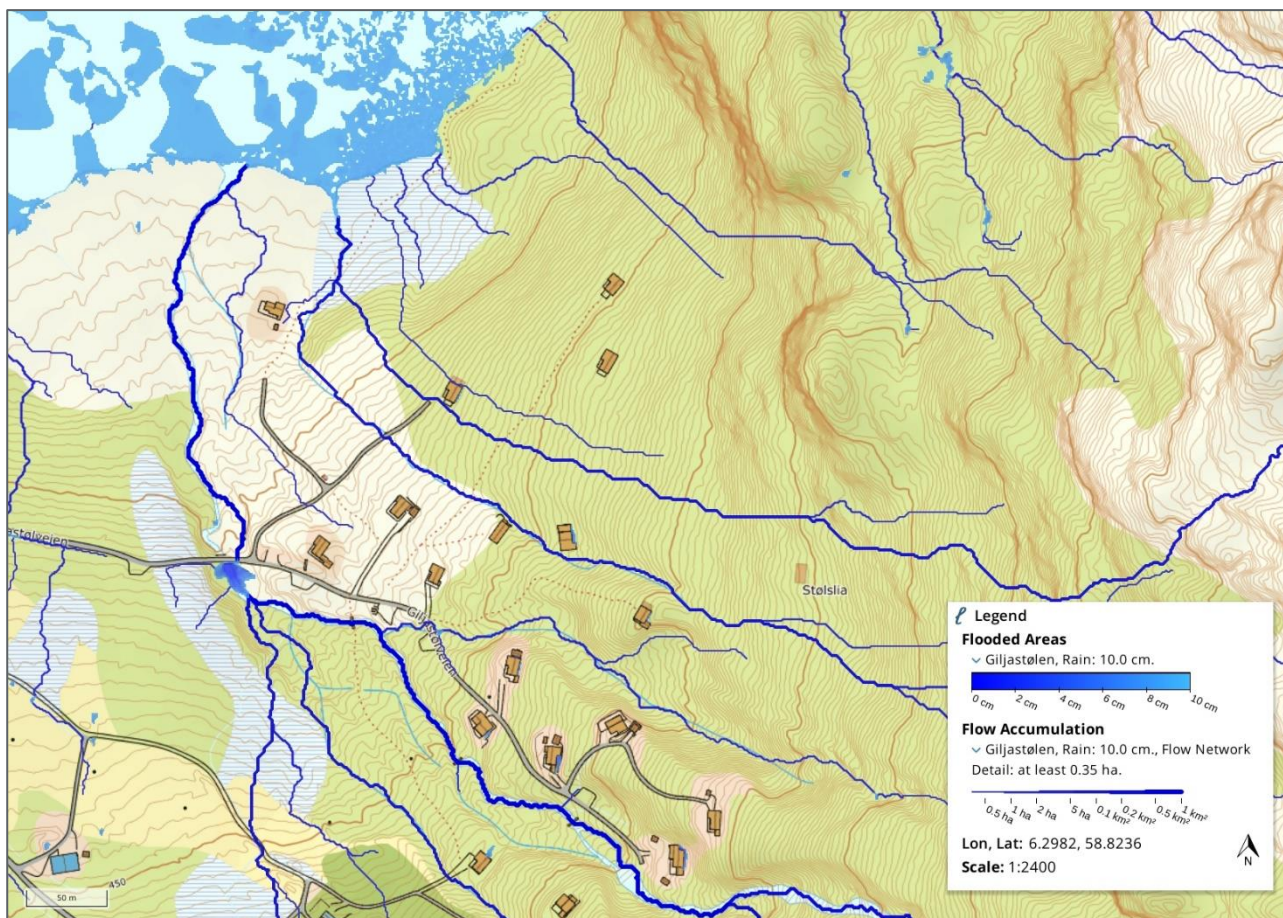 astølveien
Giljastølveien
Stølslia
450
50 m
Legend
Flooded Areas
Giljastølen, Rain: 10.0 cm.
0 cm 2 cm 4 cm 6 cm 8 cm 10 cm
Flow Accumulation
Giljastølen, Rain: 10.0 cm., Flow Network
Detail: at least 0.35 ha.
0.5 ha 1 ha 2 ha 5 ha 0.1 km² 0.2 km² 0.5 km² 1 km²
Lon, Lat: 6.2982, 58.8236
Scale: 1:2400
N